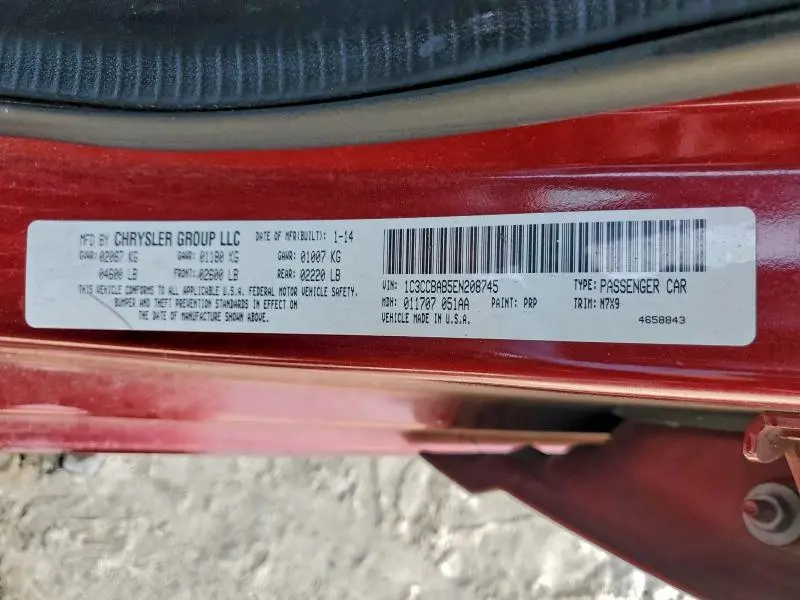 MFD BY CHRYSLER GROUP LLC DATE OF MFR(BUILT): 1-14
GVWR: 02087 KG GAWR: 01180 KG GAWR: 01007 KG
04600 LB FRONT: 02600 LB REAR: 02220 LB
THIS VEHICLE CONFORMS TO ALL APPLICABLE U.S.A. FEDERAL MOTOR VEHICLE SAFETY,
BUMPER AND THEFT PREVENTION STANDARDS IN EFFECT ON
THE DATE OF MANUFACTURE SHOWN ABOVE.
VIN: 1C3CCBAB5EN208745 TYPE: PASSENGER CAR
MDH: 011707 051AA PAINT: PRP TRIM: N7X9
VEHICLE MADE IN U.S.A. 4658843